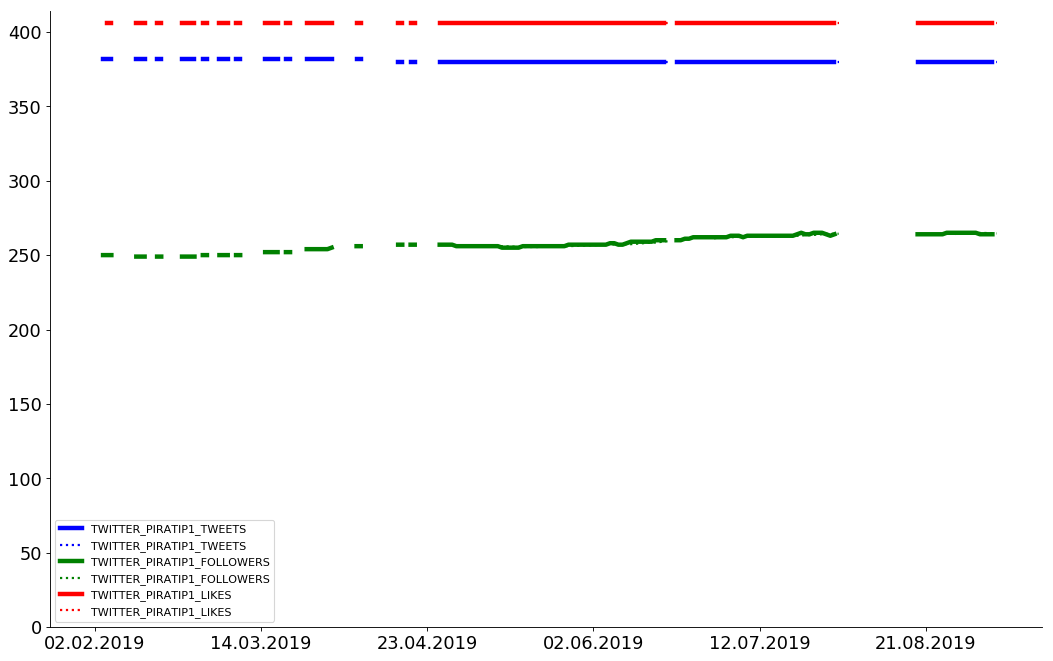 400
350
300
250
200
150
100
50
0
TWITTER_PIRATIP1_TWEETS
TWITTER_PIRATIP1_TWEETS
TWITTER_PIRATIP1_FOLLOWERS
TWITTER_PIRATIP1_FOLLOWERS
TWITTER_PIRATIP1_LIKES
TWITTER_PIRATIP1_LIKES
02.02.2019 14.03.2019 23.04.2019 02.06.2019 12.07.2019 21.08.2019